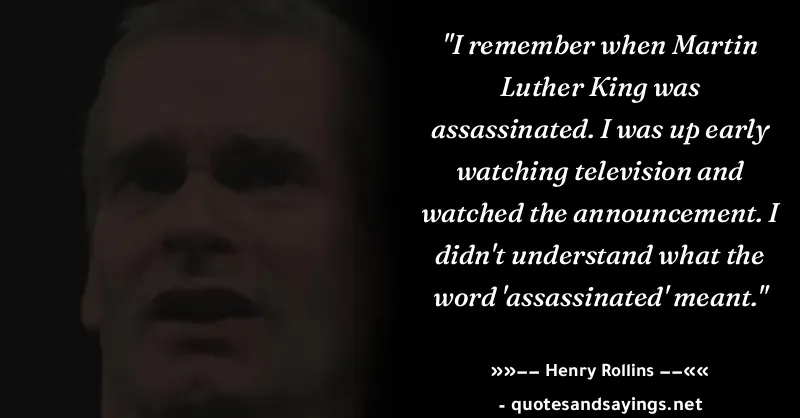 "I remember when Martin
Luther King was
assassinated. I was up early
watching television and
watched the announcement. I
didn't understand what the
word 'assassinated' meant."
»»−− Henry Rollins −−««
- quotesandsayings.net